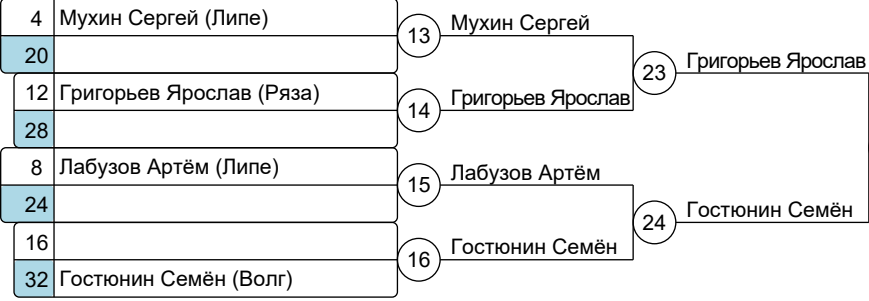 4 Мухин Сергей (Липе)
20
13 Мухин Сергей
12 Григорьев Ярослав (Ряза)
28
14 Григорьев Ярослав
23 Григорьев Ярослав
8 Лабузов Артём (Липе)
24
15 Лабузов Артём
16
32 Гостюнин Семён (Волг)
16 Гостюнин Семён
24 Гостюнин Семён